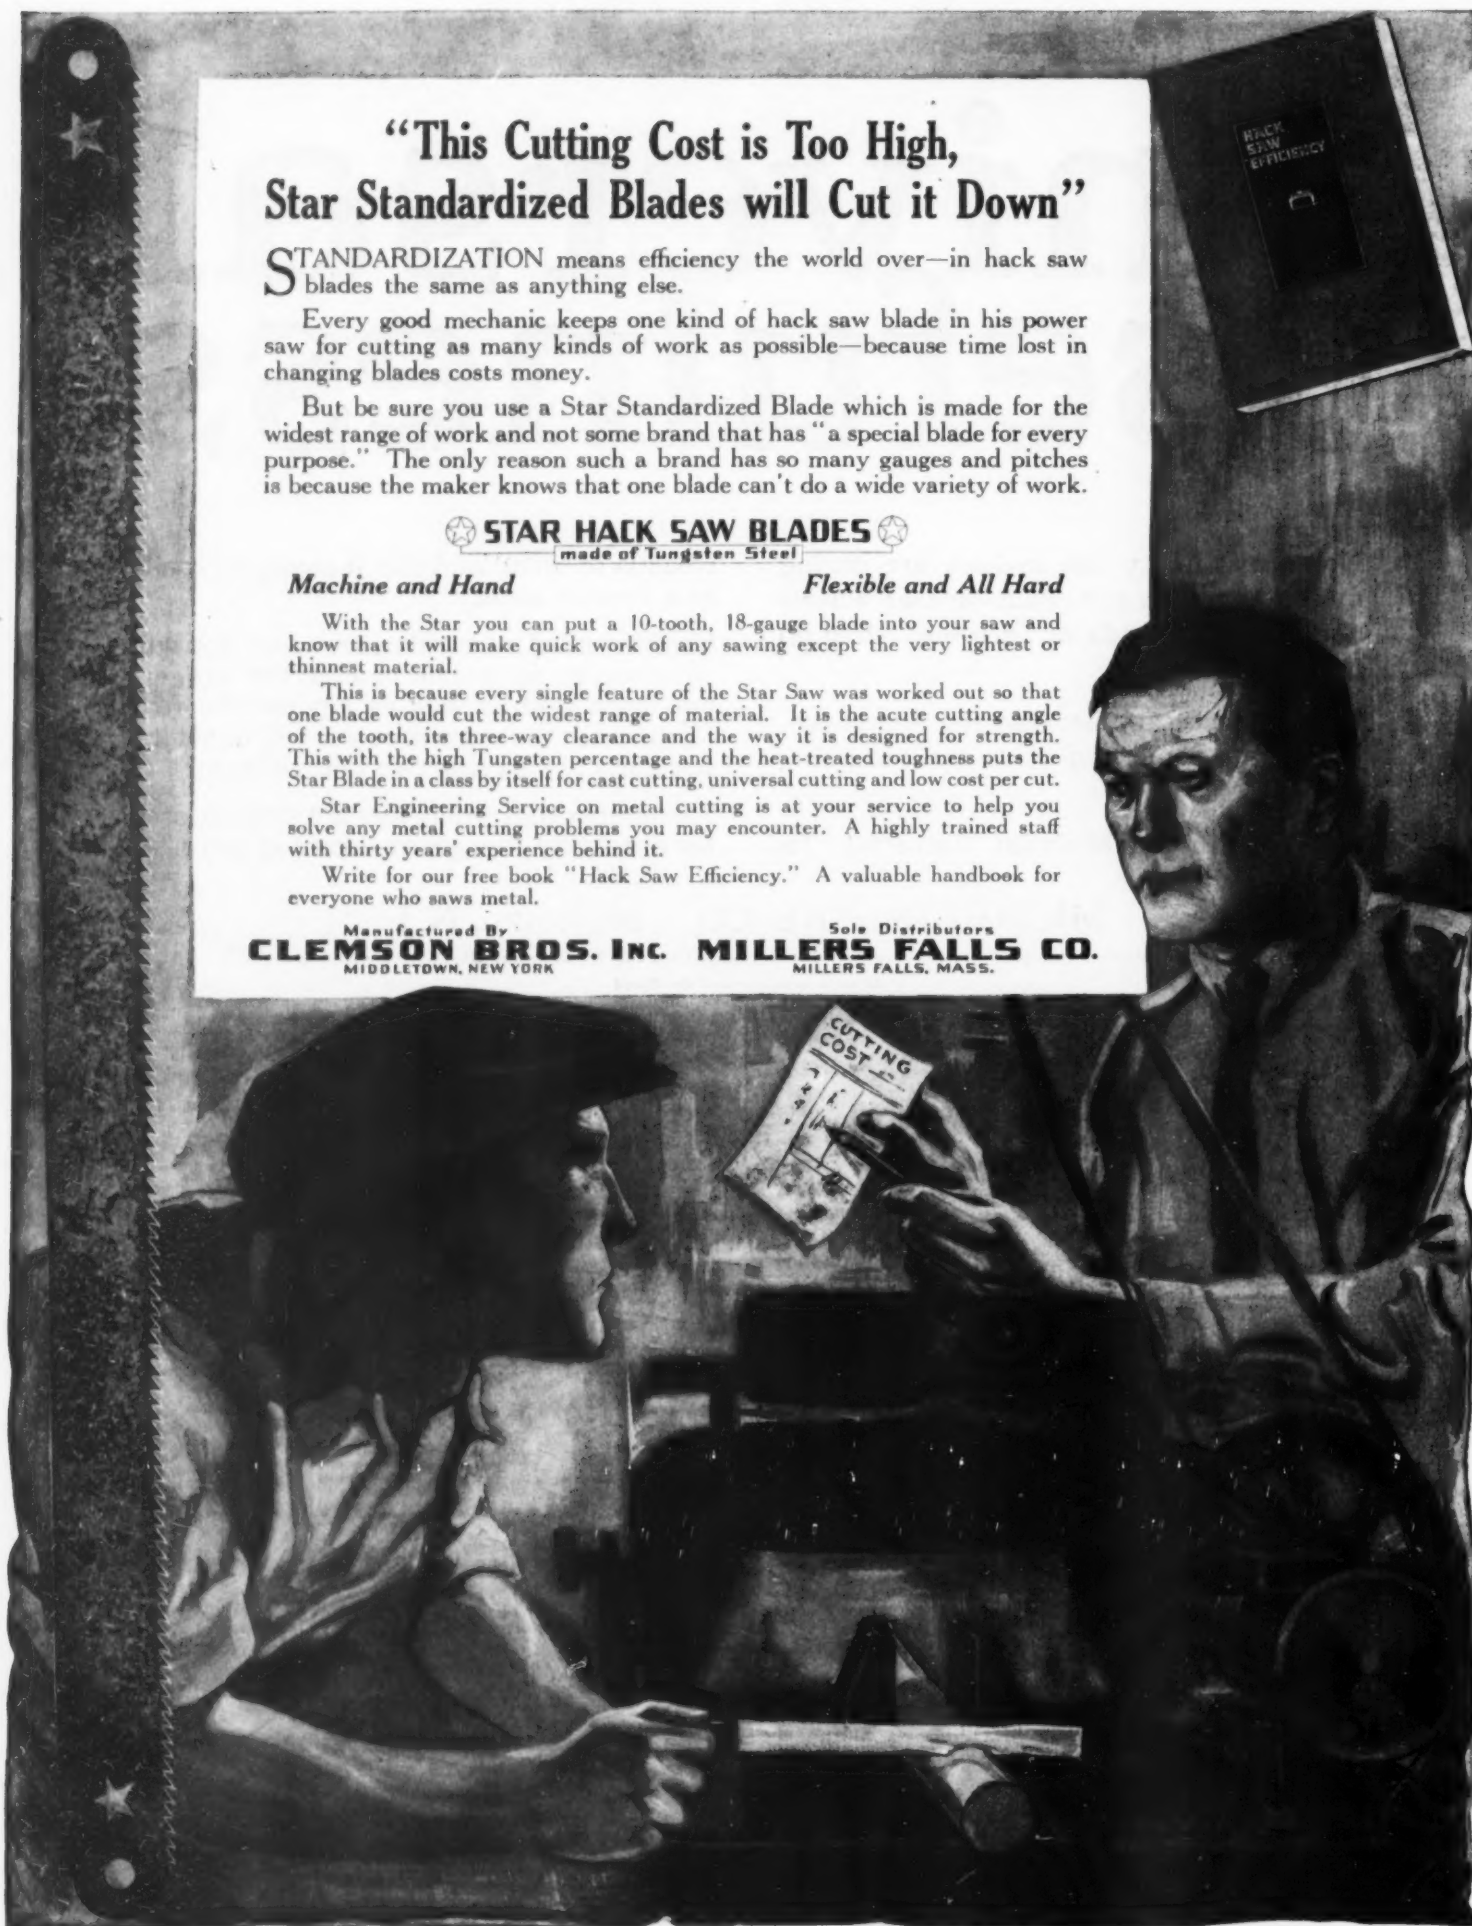 "This Cutting Cost is Too High,
Star Standardized Blades will Cut it Down"
STANDARDIZATION means efficiency the world over—in hack saw
blades the same as anything else.
Every good mechanic keeps one kind of hack saw blade in his power
saw for cutting as many kinds of work as possible—because time lost in
changing blades costs money.
But be sure you use a Star Standardized Blade which is made for the
widest range of work and not some brand that has "a special blade for every
purpose." The only reason such a brand has so many gauges and pitches
is because the maker knows that one blade can't do a wide variety of work.
STAR HACK SAW BLADES
made of Tungsten Steel
Machine and Hand Flexible and All Hard
With the Star you can put a 10-tooth, 18-gauge blade into your saw and
know that it will make quick work of any sawing except the very lightest or
thinnest material.
This is because every single feature of the Star Saw was worked out so that
one blade would cut the widest range of material. It is the acute cutting angle
of the tooth, its three-way clearance and the way it is designed for strength.
This with the high Tungsten percentage and the heat-treated toughness puts the
Star Blade in a class by itself for cast cutting, universal cutting and low cost per cut.
Star Engineering Service on metal cutting is at your service to help you
solve any metal cutting problems you may encounter. A highly trained staff
with thirty years' experience behind it.
Write for our free book "Hack Saw Efficiency." A valuable handbook for
everyone who saws metal.
Manufactured By
CLEMSON BROS. INC.
MIDDLETOWN, NEW YORK
Sole Distributors
MILLERS FALLS CO.
MILLERS FALLS, MASS.
HACK
SAW
EFFICIENCY
CUTTING
COST